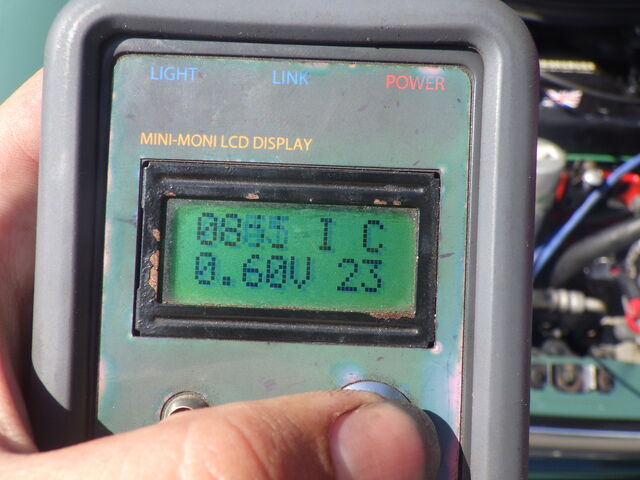 LIGHT LINK POWER
MINI-MONI LCD DISPLAY
0885 I C
0.60V 23